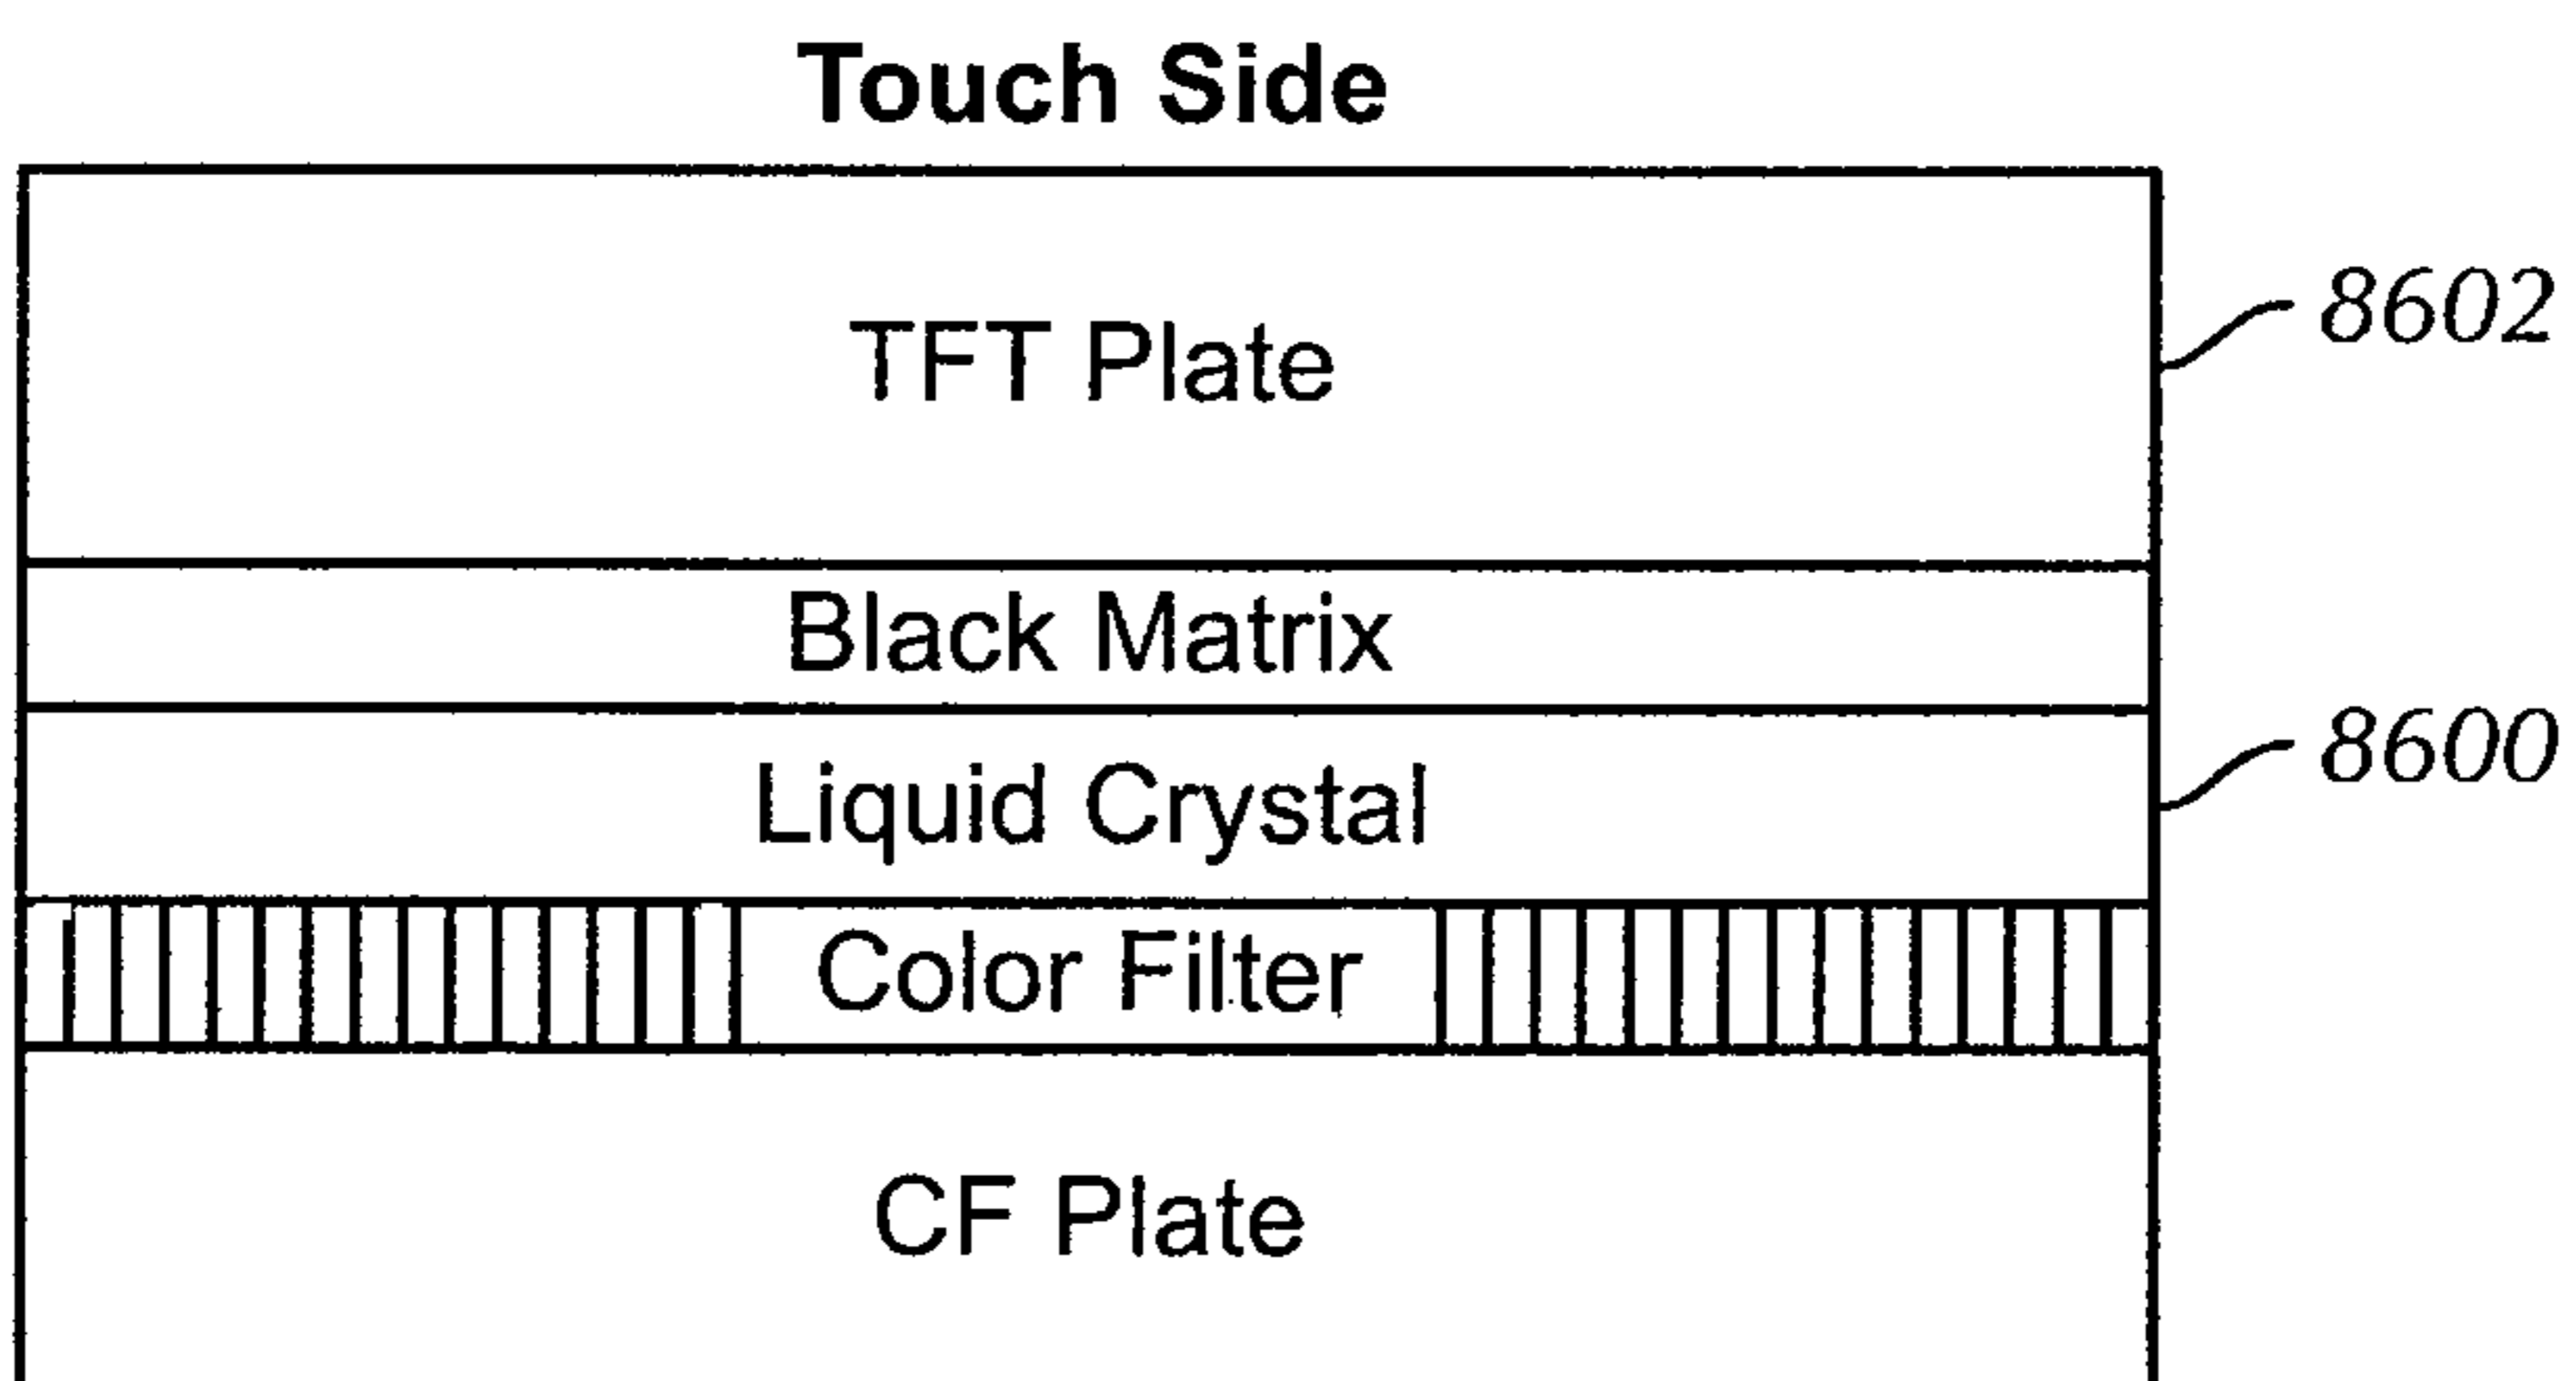 Touch Side
TFT Plate
8602
Black Matrix
Liquid Crystal
8600
Color Filter
CF Plate